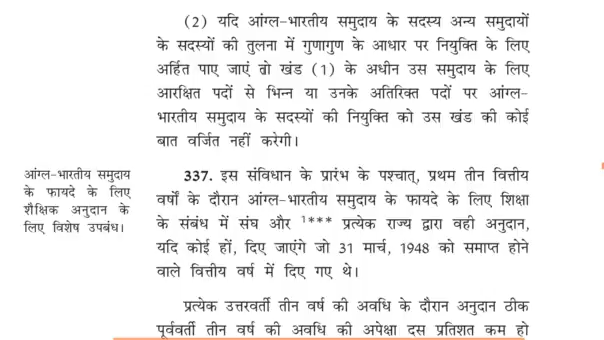 (2) यदि आंग्ल-भारतीय समुदाय के सदस्य अन्य समुदायों
के सदस्यों की तुलना में गुणागुण के आधार पर नियुक्ति के लिए
अर्हित पाए जाएं तो खंड (1) के अधीन उस समुदाय के लिए
आरक्षित पदों से भिन्न या उनके अतिरिक्त पदों पर आंग्ल-
भारतीय समुदाय के सदस्यों की नियुक्ति को उस खंड की कोई
बात वर्जित नहीं करेगी।
आंग्ल-भारतीय समुदाय
के फायदे के लिए
शैक्षिक अनुदान के
लिए विशेष उपबंध।
337. इस संविधान के प्रारंभ के पश्चात्, प्रथम तीन वित्तीय
वर्षों के दौरान आंग्ल-भारतीय समुदाय के फायदे के लिए शिक्षा
के संबंध में संघ और 1*** प्रत्येक राज्य द्वारा वही अनुदान,
यदि कोई हों, दिए जाएंगे जो 31 मार्च, 1948 को समाप्त होने
वाले वित्तीय वर्ष में दिए गए थे।
प्रत्येक उत्तरवर्ती तीन वर्ष की अवधि के दौरान अनुदान ठीक
पूर्ववर्ती तीन वर्ष की अवधि की अपेक्षा दस प्रतिशत कम हो